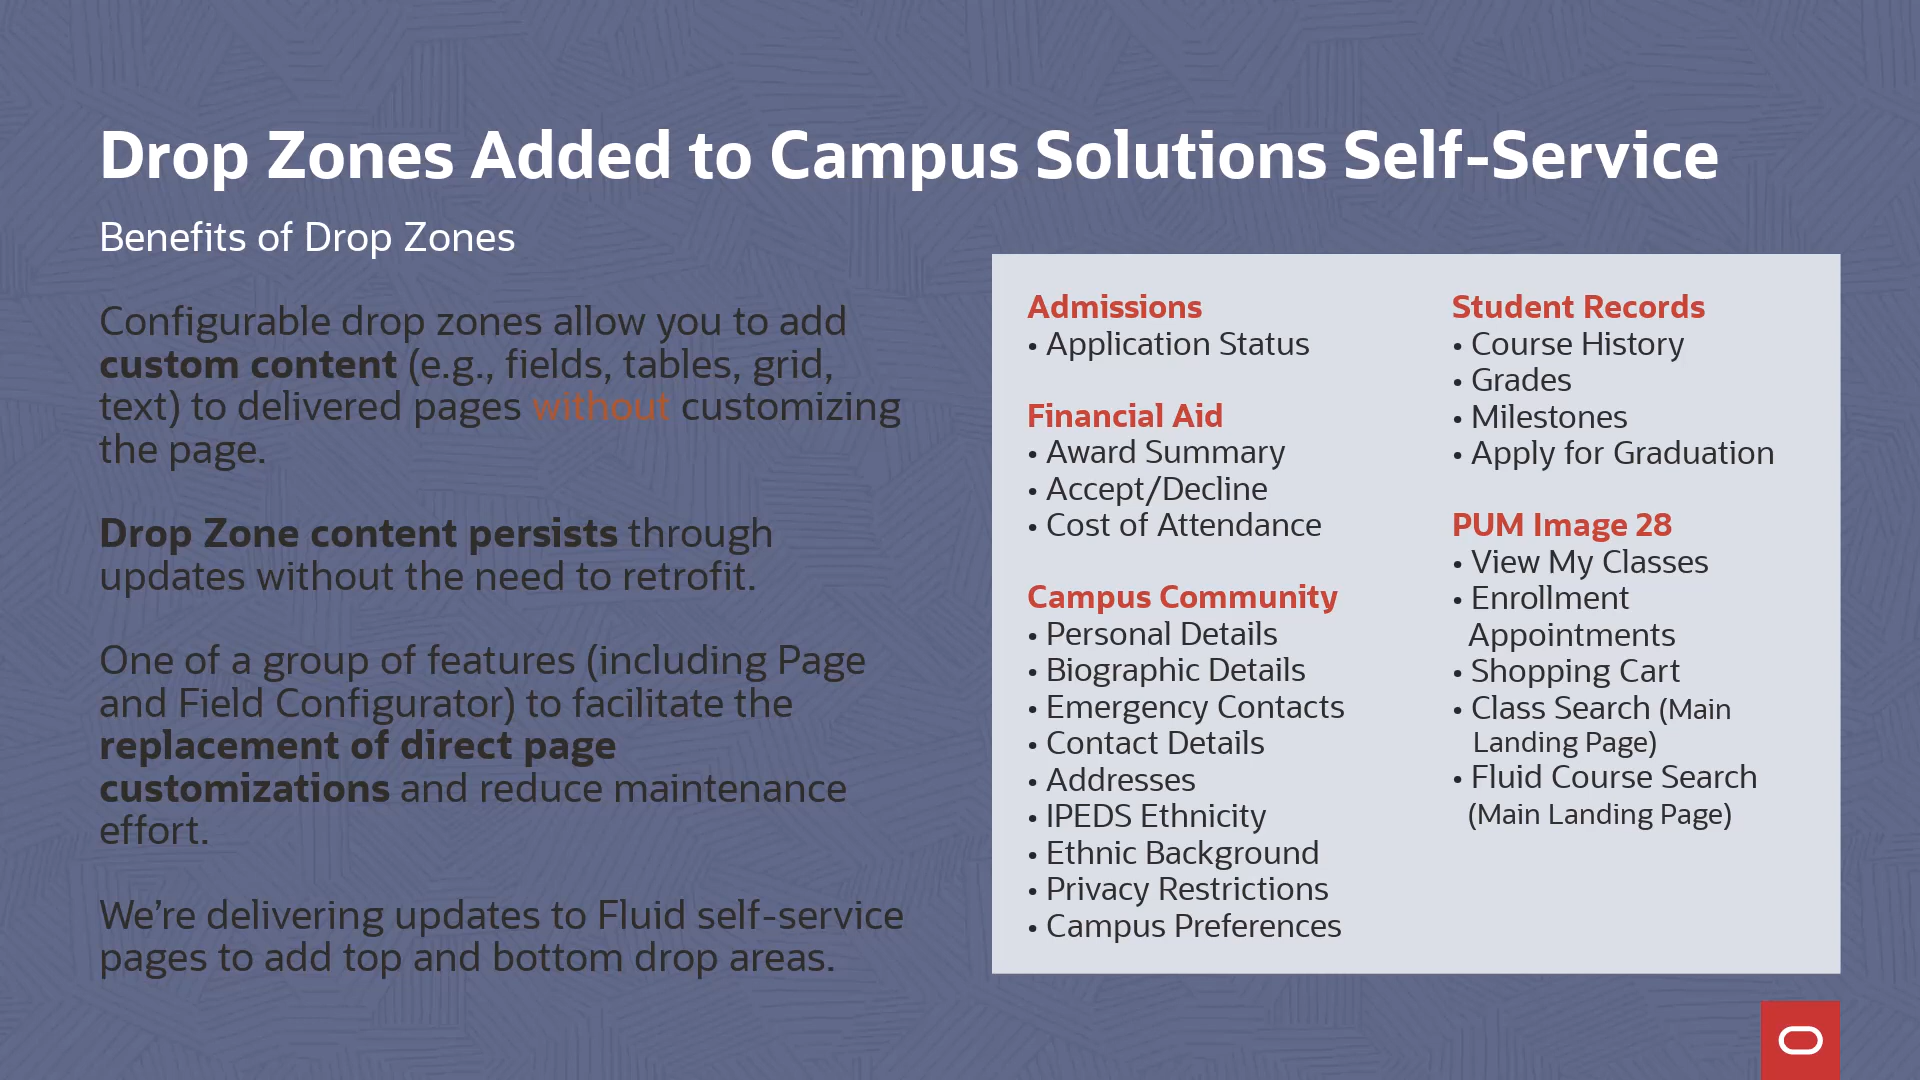 Drop Zones Added to Campus Solutions Self-Service
Benefits of Drop Zones
Configurable drop zones allow you to add
custom content (e.g., fields, tables, grid,
text) to delivered pages without customizing
the page.
Drop Zone content persists through
updates without the need to retrofit.
One of a group of features (including Page
and Field Configurator) to facilitate the
replacement of direct page
customizations and reduce maintenance
effort.
We’re delivering updates to Fluid self-service
pages to add top and bottom drop areas.
Admissions
• Application Status
Financial Aid
• Award Summary
• Accept/Decline
• Cost of Attendance
Campus Community
• Personal Details
• Biographic Details
• Emergency Contacts
• Contact Details
• Addresses
• IPEDS Ethnicity
• Ethnic Background
• Privacy Restrictions
• Campus Preferences
Student Records
• Course History
• Grades
• Milestones
• Apply for Graduation
PUM Image 28
• View My Classes
• Enrollment
Appointments
• Shopping Cart
• Class Search (Main
Landing Page)
• Fluid Course Search
(Main Landing Page)